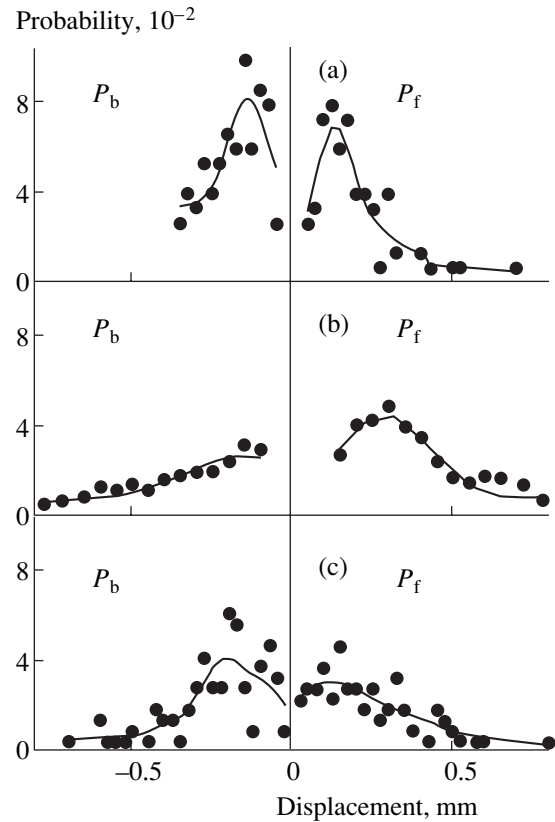 Probability, 10⁻²
(a)
P_b P_f
8
4
0
(b)
P_b P_f
8
4
0
(c)
P_b P_f
8
4
0
–0.5 0 0.5
Displacement, mm